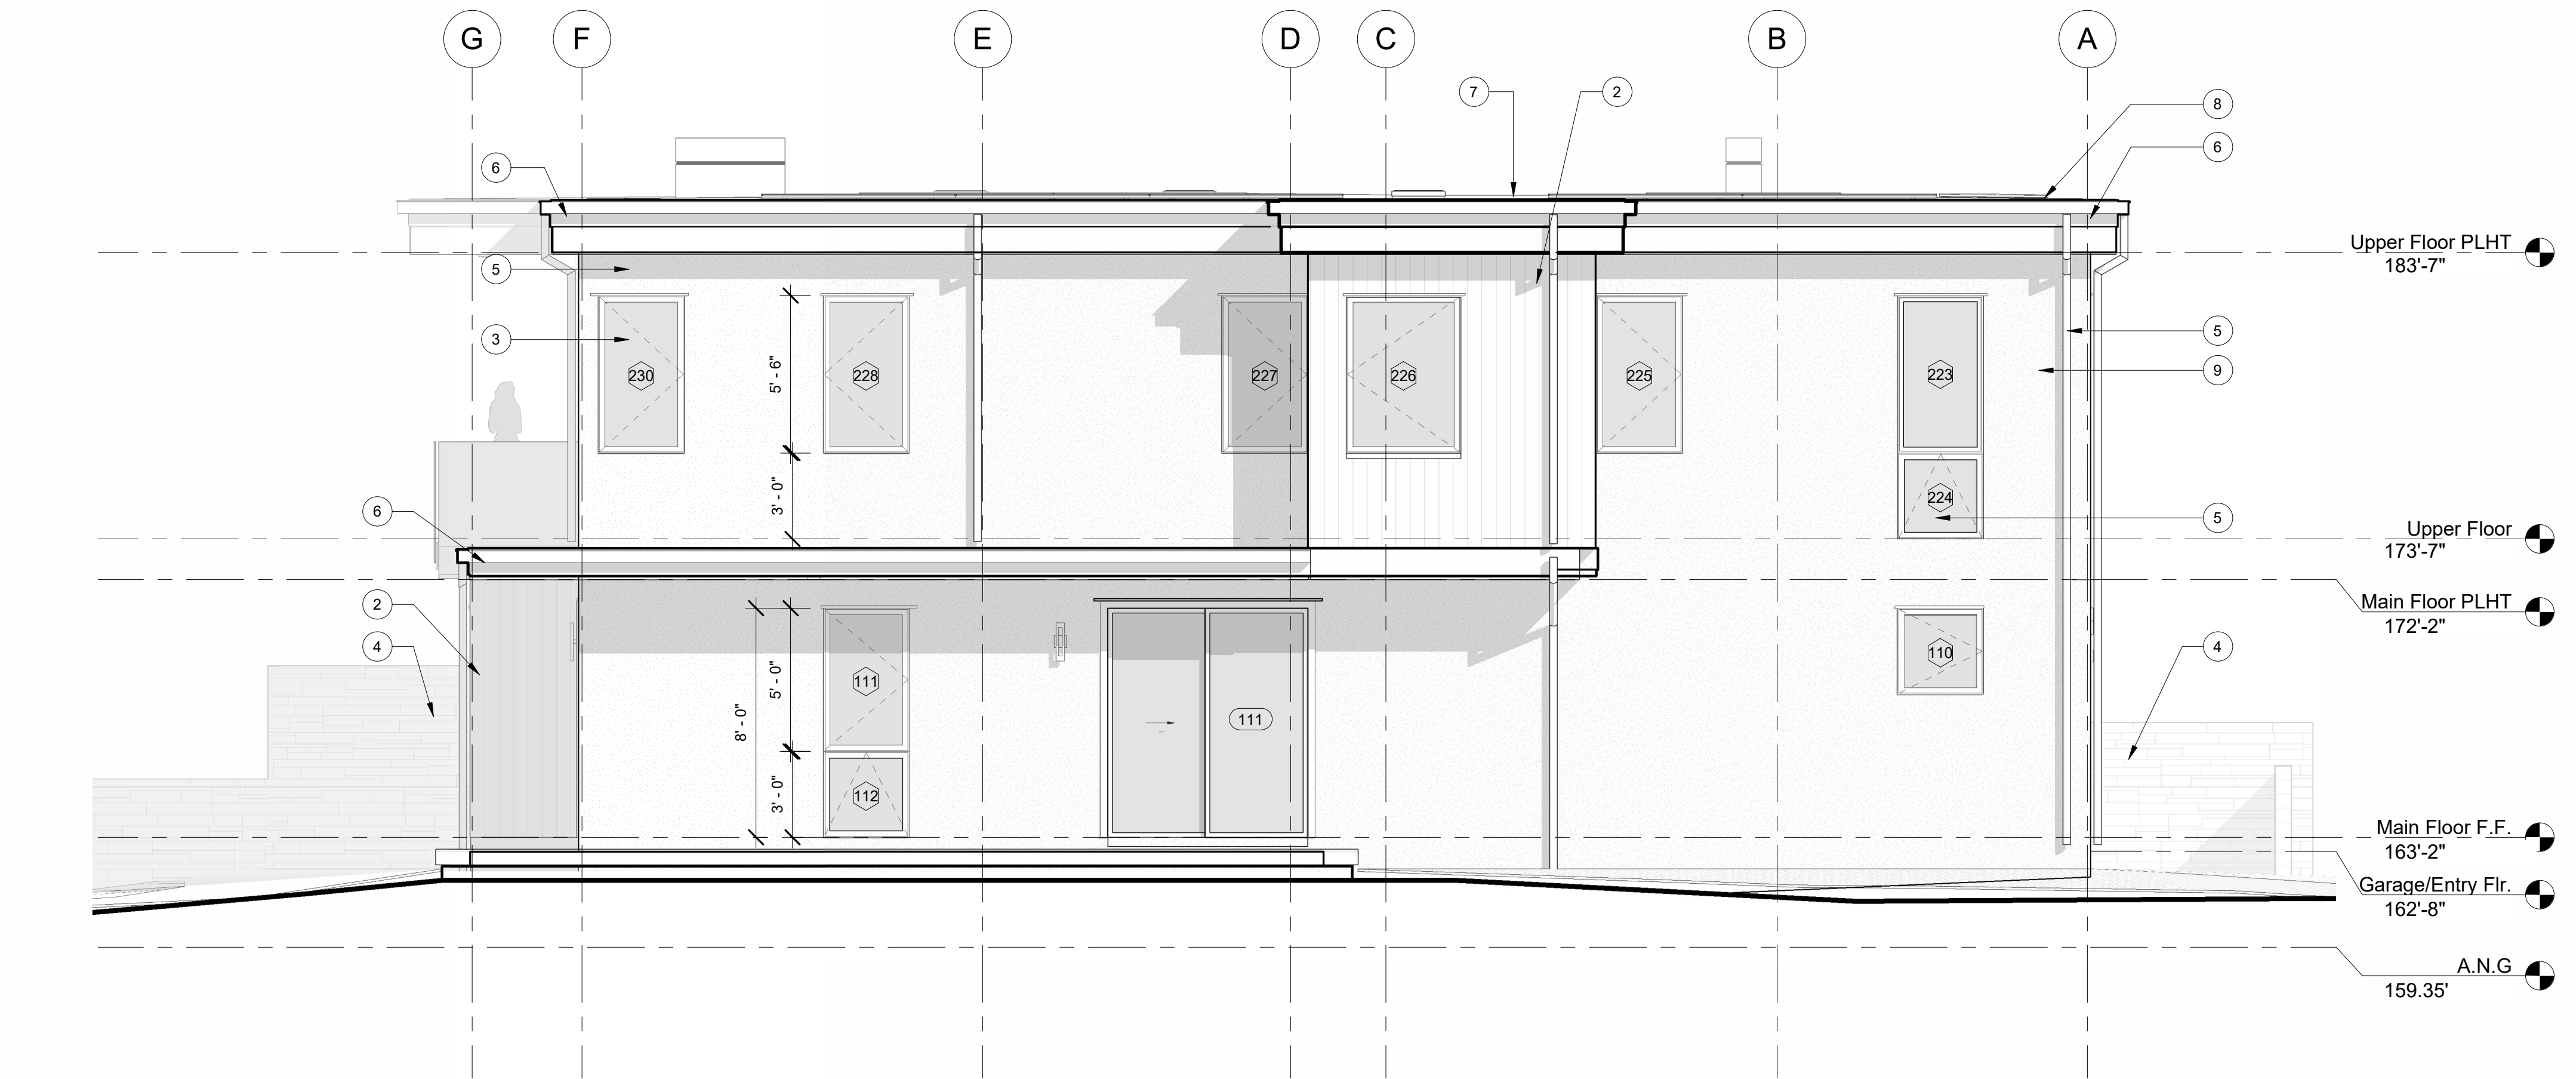 G
F
E
D
C
B
A
7
2
8
6
6
Upper Floor PLHT
183'-7"
5
3
5
9
230
228
227
226
225
223
5' - 6"
3' - 0"
224
5
6
Upper Floor
173'-7"
Main Floor PLHT
172'-2"
2
4
4
111
110
5' - 0"
8' - 0"
111
3' - 0"
112
Main Floor F.F.
163'-2"
Garage/Entry Flr.
162'-8"
A.N.G
159.35'